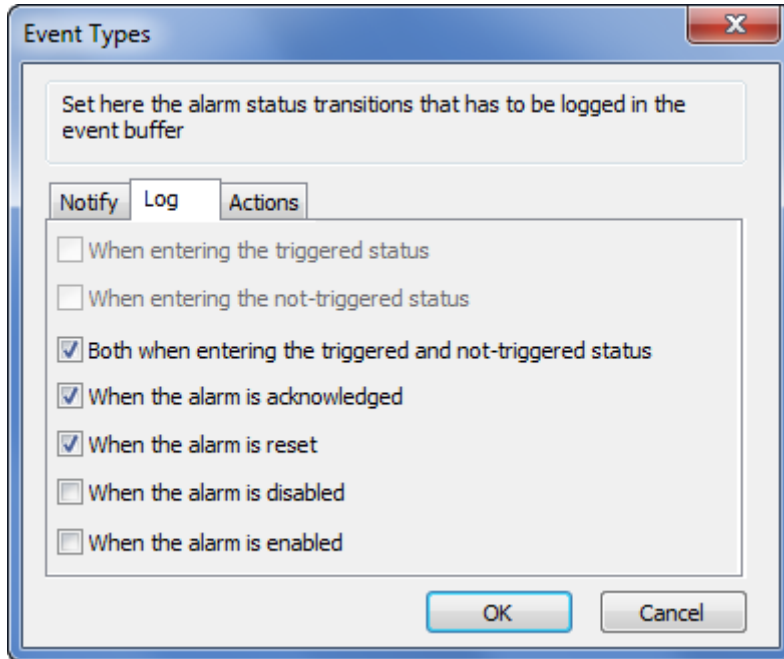 Event Types
Set here the alarm status transitions that has to be logged in the
event buffer
Notify Log Actions
When entering the triggered status
When entering the not-triggered status
Both when entering the triggered and not-triggered status
When the alarm is acknowledged
When the alarm is reset
When the alarm is disabled
When the alarm is enabled
OK Cancel